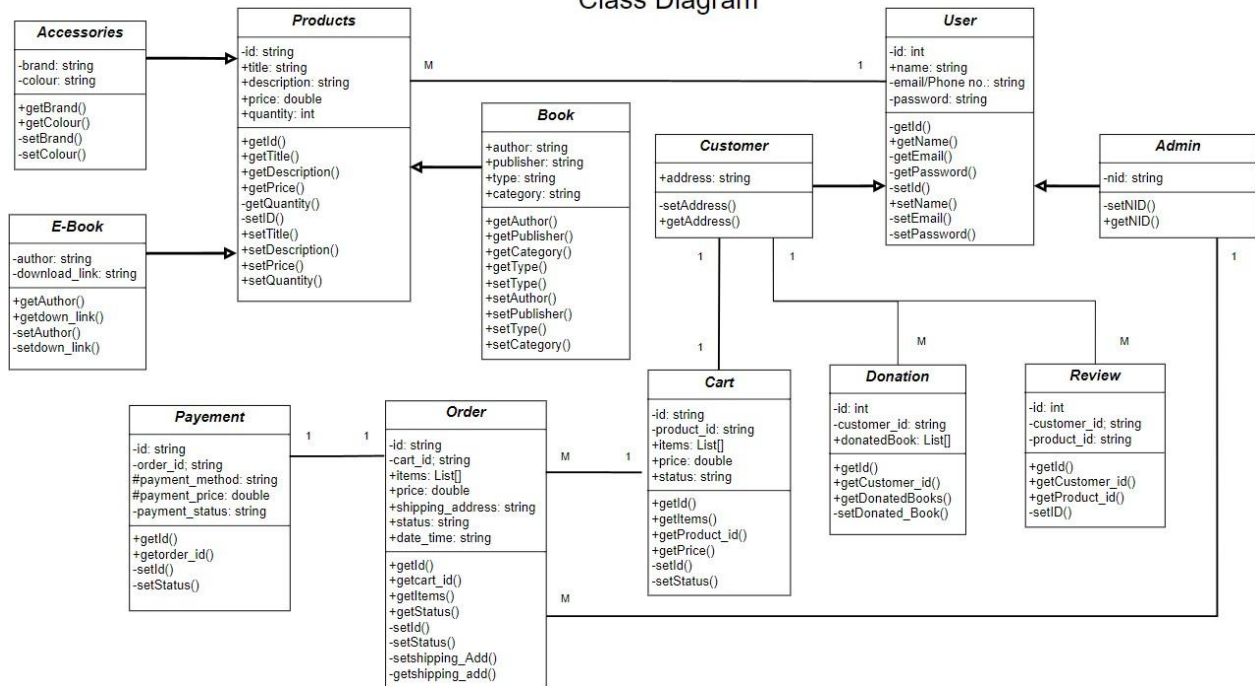 Class Diagram
Accessories
-brand: string
-colour: string
+getBrand()
+getColour()
-setBrand()
-setColour()
Products
-id: string
+title: string
+description: string
+price: double
+quantity: int
+getId()
+getTitle()
+getDescription()
+getPrice()
-getQuantity()
-setID()
+setTitle()
+setDescription()
+setPrice()
+setQuantity()
M
1
User
-id: int
+name: string
-email/Phone no.: string
-password: string
-getId()
+getName()
-getEmail()
-getPassword()
-setId()
+setName()
-setEmail()
-setPassword()
Book
+author: string
+publisher: string
+type: string
+category: string
+getAuthor()
+getPublisher()
+getCategory()
+getType()
+setType()
+setAuthor()
+setPublisher()
+setType()
+setCategory()
Customer
+address: string
-setAddress()
+getAddress()
Admin
-nid: string
-setNID()
+getNID()
E-Book
-author: string
-download_link: string
+getAuthor()
+getdown_link()
-setAuthor()
-setdown_link()
1
1
1
1
M
M
Payement
-id: string
-order_id; string
#payment_method: string
#payment_price: double
-payment_status: string
+getId()
+getorder_id()
-setId()
-setStatus()
1
1
Order
-id: string
-cart_id; string
+items: List[]
+price: double
+shipping_address: string
+status: string
+date_time: string
+getId()
+getcart_id()
+getItems()
+getStatus()
-setId()
-setStatus()
-setshipping_Add()
-getshipping_add()
M
1
M
Cart
-id: string
-product_id: string
+items: List[]
+price: double
+status: string
+getId()
+getItems()
+getProduct_id()
+getPrice()
-setId()
-setStatus()
Donation
-id: int
-customer_id: string
+donatedBook: List[]
+getId()
+getCustomer_id()
+getDonatedBooks()
-setDonated_Book()
Review
-id: int
-customer_id; string
-product_id: string
+getId()
+getCustomer_id()
+getProduct_id()
-setID()